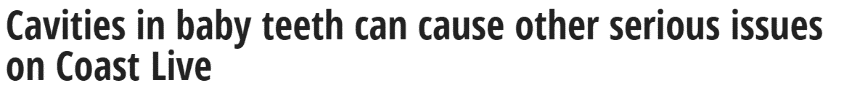 Cavities in baby teeth can cause other serious issues
on Coast Live